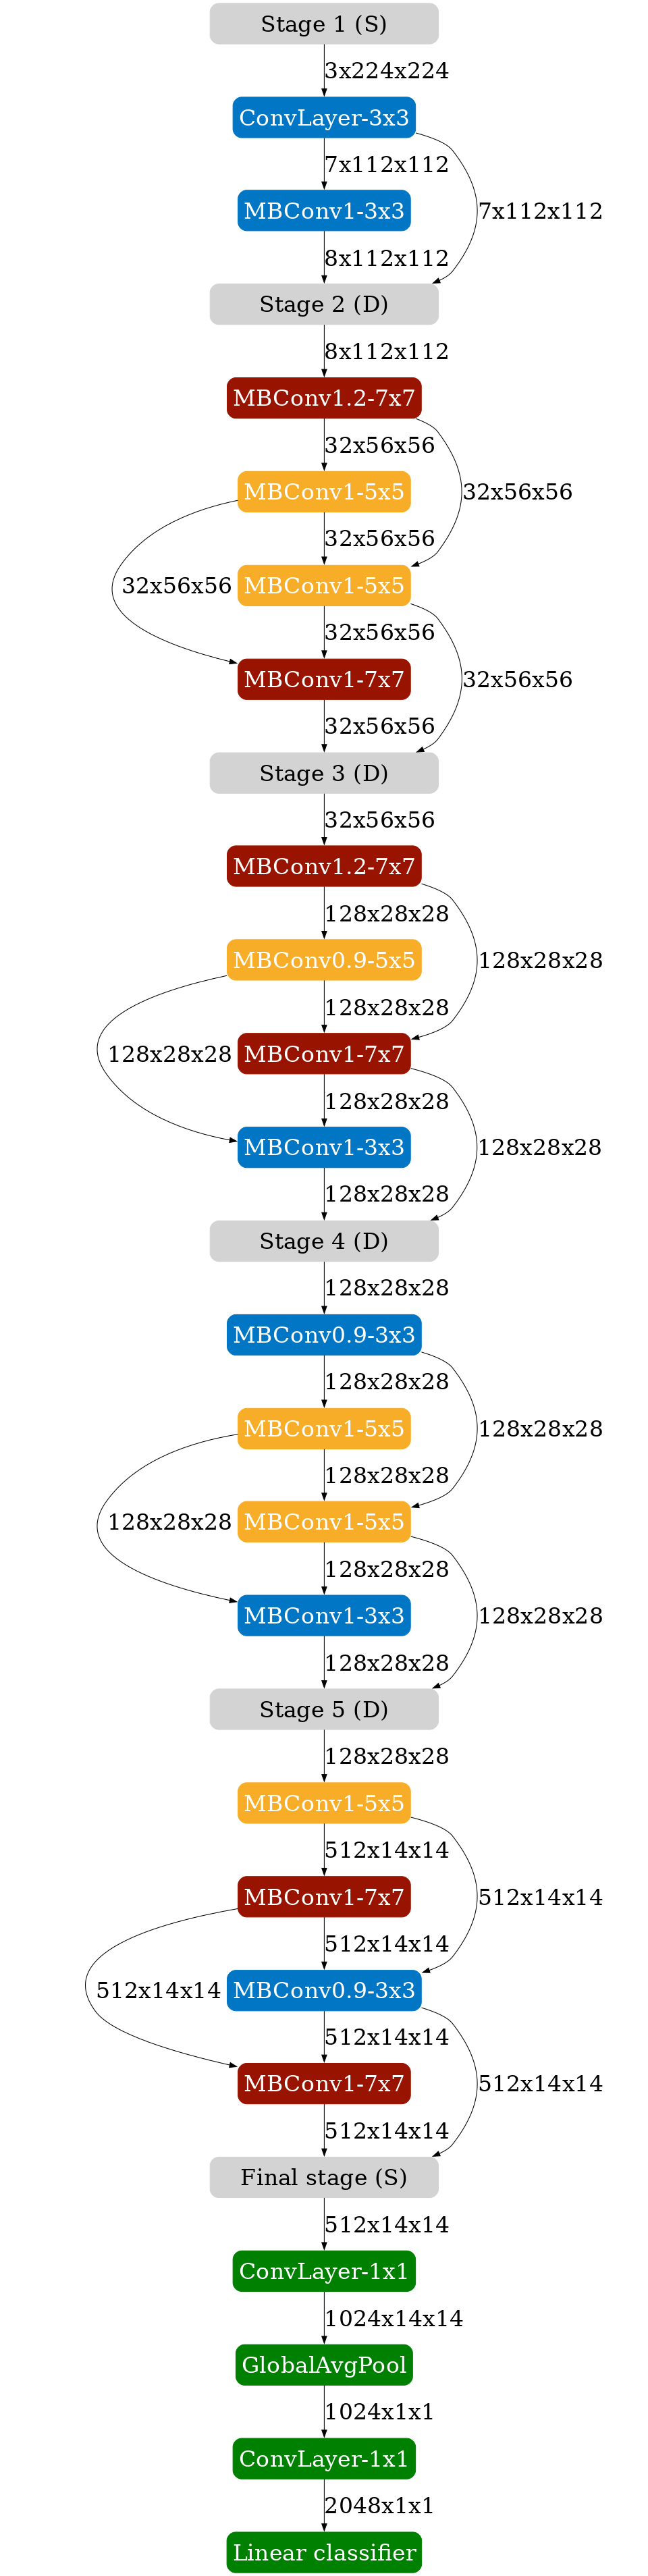 Stage 1 (S)
3x224x224
ConvLayer-3x3
7x112x112
MBConv1-3x3
7x112x112
8x112x112
Stage 2 (D)
8x112x112
MBConv1.2-7x7
32x56x56
MBConv1-5x5
32x56x56
32x56x56
MBConv1-5x5
32x56x56
32x56x56
MBConv1-7x7
32x56x56
32x56x56
Stage 3 (D)
32x56x56
MBConv1.2-7x7
128x28x28
MBConv0.9-5x5
128x28x28
128x28x28
MBConv1-7x7
128x28x28
128x28x28
MBConv1-3x3
128x28x28
128x28x28
Stage 4 (D)
128x28x28
MBConv0.9-3x3
128x28x28
MBConv1-5x5
128x28x28
128x28x28
MBConv1-5x5
128x28x28
128x28x28
MBConv1-3x3
128x28x28
128x28x28
Stage 5 (D)
128x28x28
MBConv1-5x5
512x14x14
MBConv1-7x7
512x14x14
512x14x14
MBConv0.9-3x3
512x14x14
512x14x14
MBConv1-7x7
512x14x14
512x14x14
Final stage (S)
512x14x14
ConvLayer-1x1
1024x14x14
GlobalAvgPool
1024x1x1
ConvLayer-1x1
2048x1x1
Linear classifier